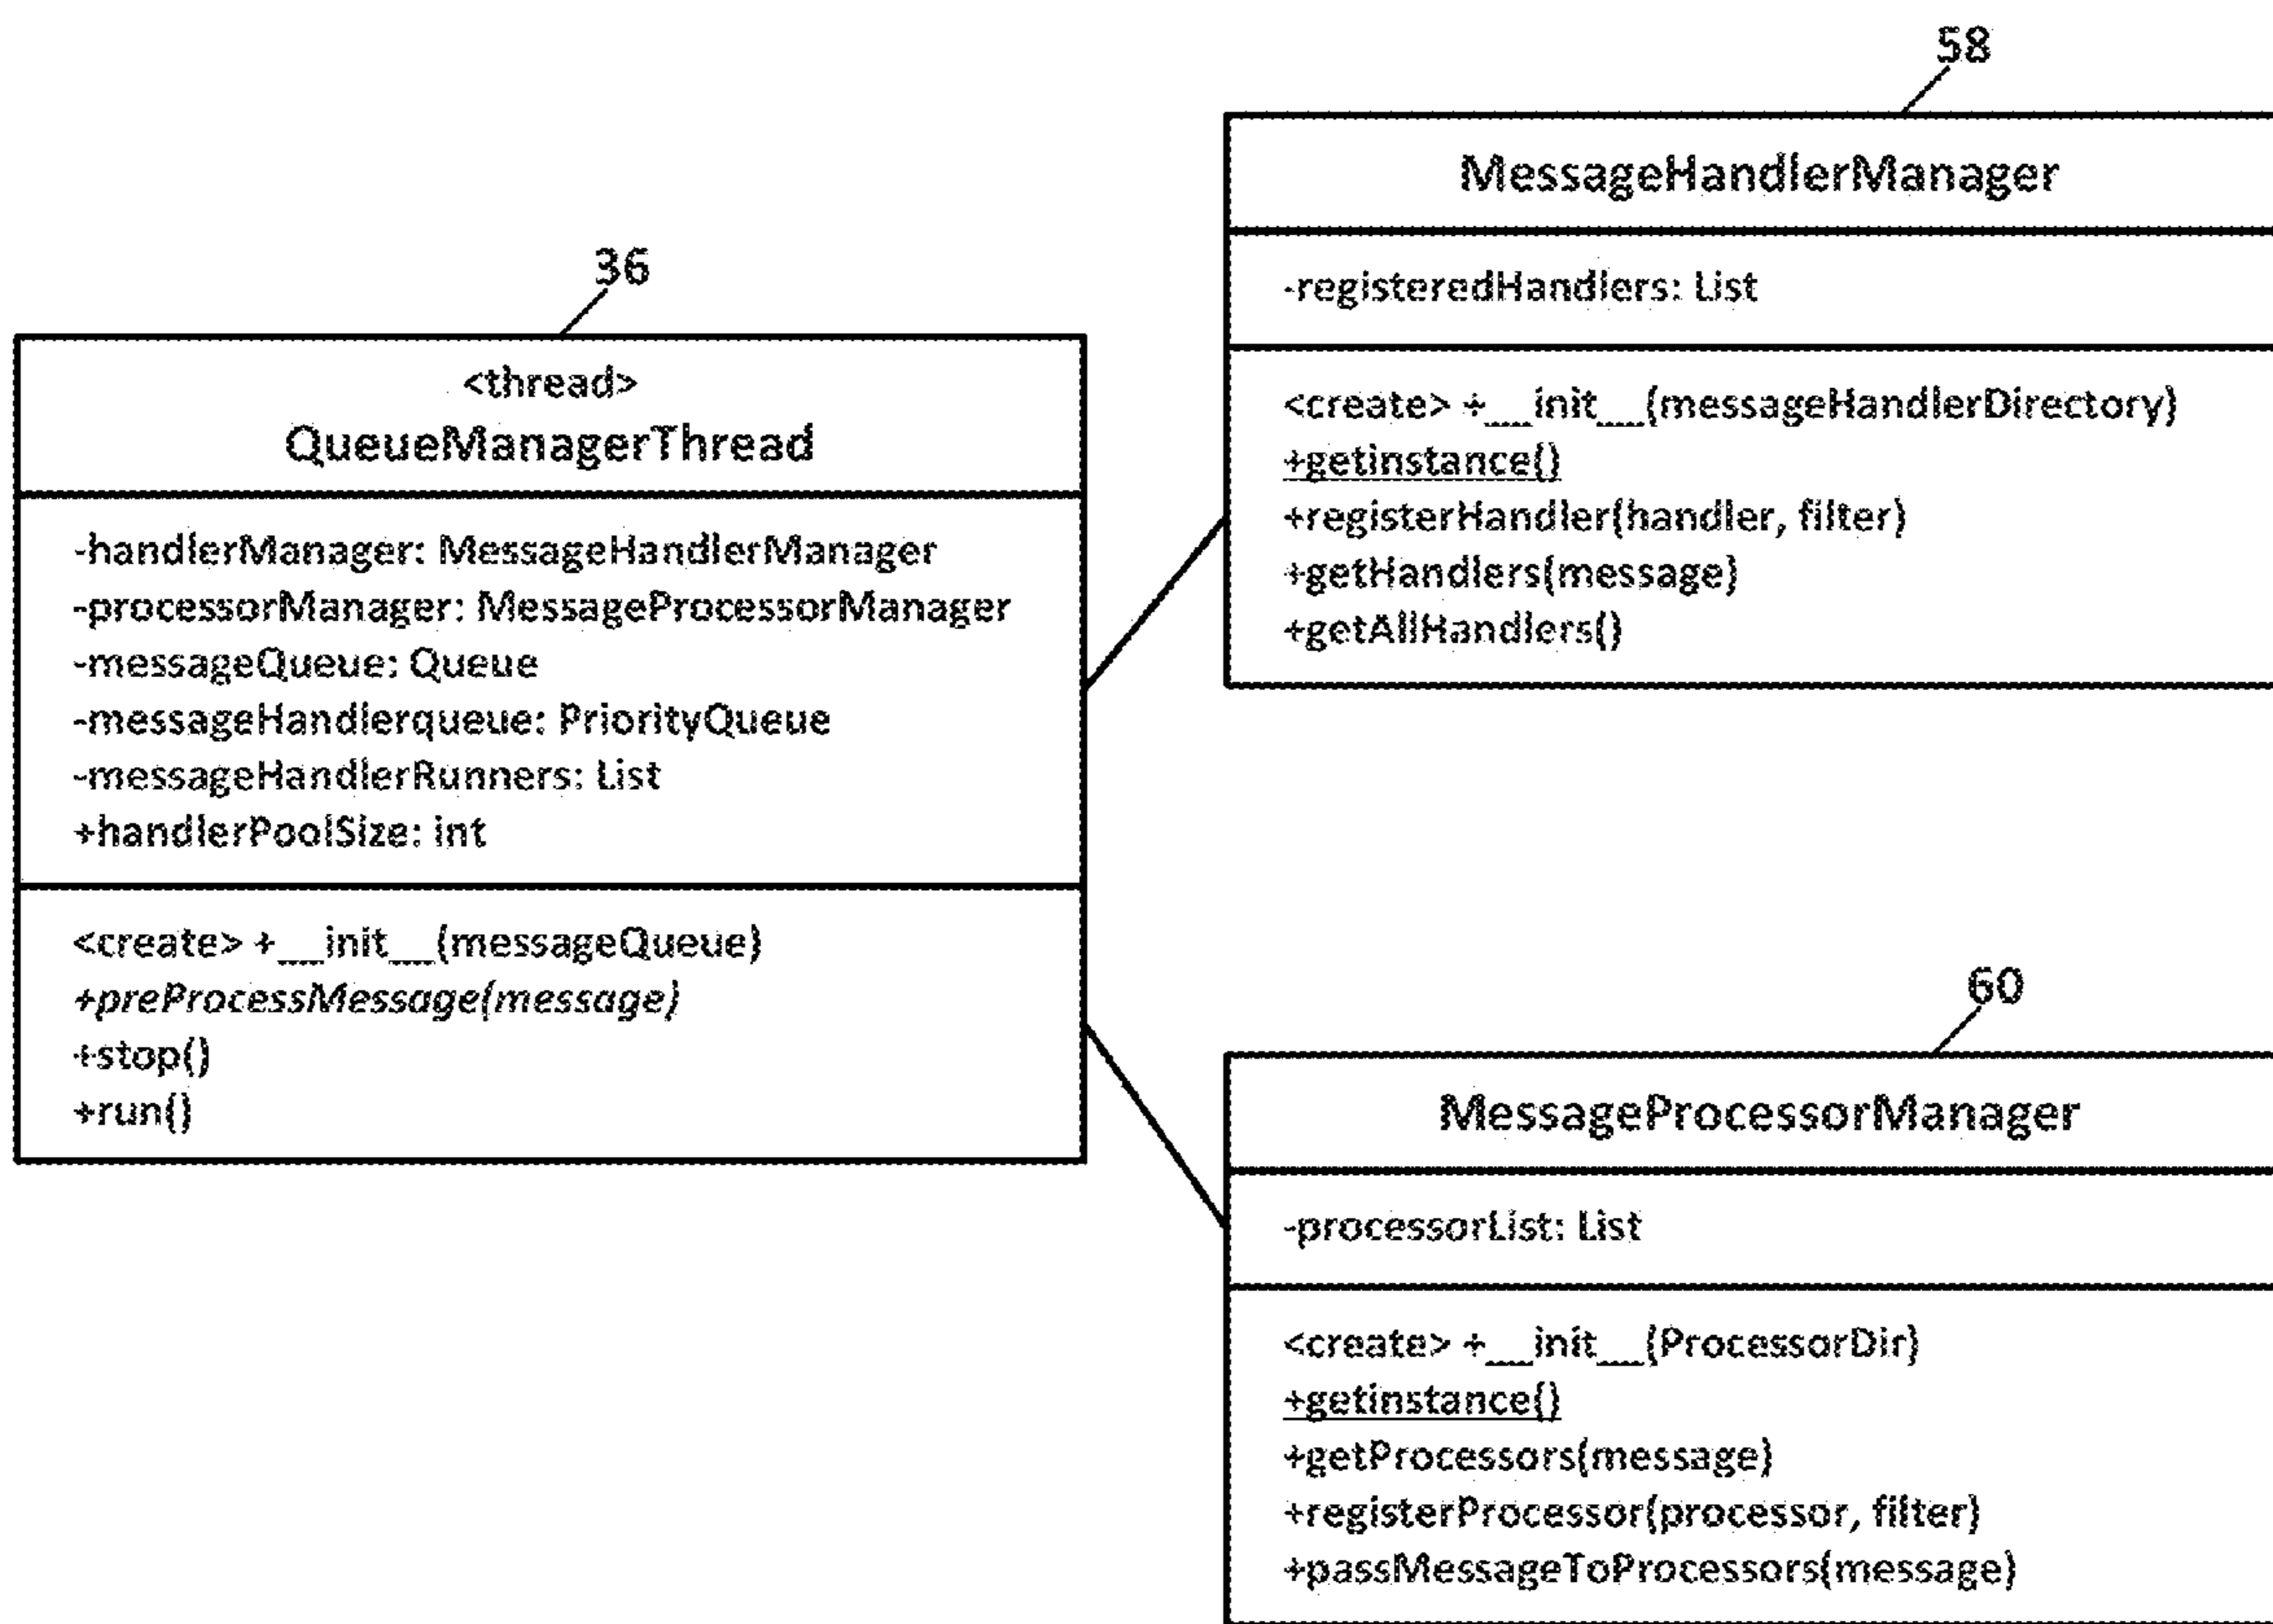 36
<thread>
QueueManagerThread
-handlerManager: MessageHandlerManager
-processorManager: MessageProcessorManager
-messageQueue: Queue
-messageHandlerqueue: PriorityQueue
-messageHandlerRunners: List
+handlerPoolSize: int
<create> +__init__(messageQueue)
+preProcessMessage(message)
+stop()
+run()
58
MessageHandlerManager
-registeredHandlers: List
<create> +__init__(messageHandlerDirectory)
+getinstance()
+registerHandler(handler, filter)
+getHandlers(message)
+getAllHandlers()
60
MessageProcessorManager
-processorList: List
<create> +__init__(ProcessorDir)
+getinstance()
+getProcessors(message)
+registerProcessor(processor, filter)
+passMessageToProcessors(message)